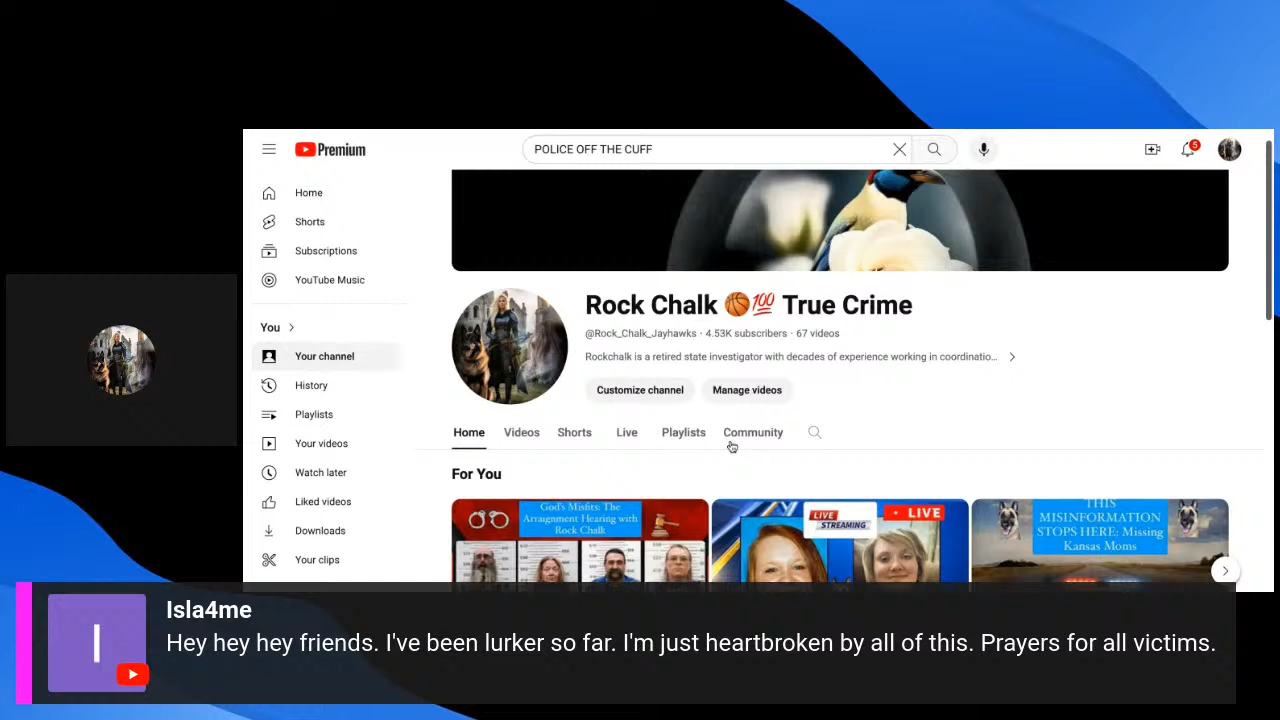 Premium
POLICE OFF THE CUFF
5
Home
Shorts
Subscriptions
YouTube Music
You
Your channel
History
Playlists
Your videos
Watch later
Liked videos
Downloads
Your clips
Rock Chalk 🏀💯 True Crime
@Rock_Chalk_Jayhawks · 4.53K subscribers · 67 videos
Rockchalk is a retired state investigator with decades of experience working in coordinatio...
Customize channel
Manage videos
Home Videos Shorts Live Playlists Community
For You
God's Misfits: The
Arraignment Hearing with
Rock Chalk
LIVE
STREAMING
LIVE
THIS
MISINFORMATION
STOPS HERE: Missing
Kansas Moms
I
Isla4me
Hey hey hey friends. I've been lurker so far. I'm just heartbroken by all of this. Prayers for all victims.